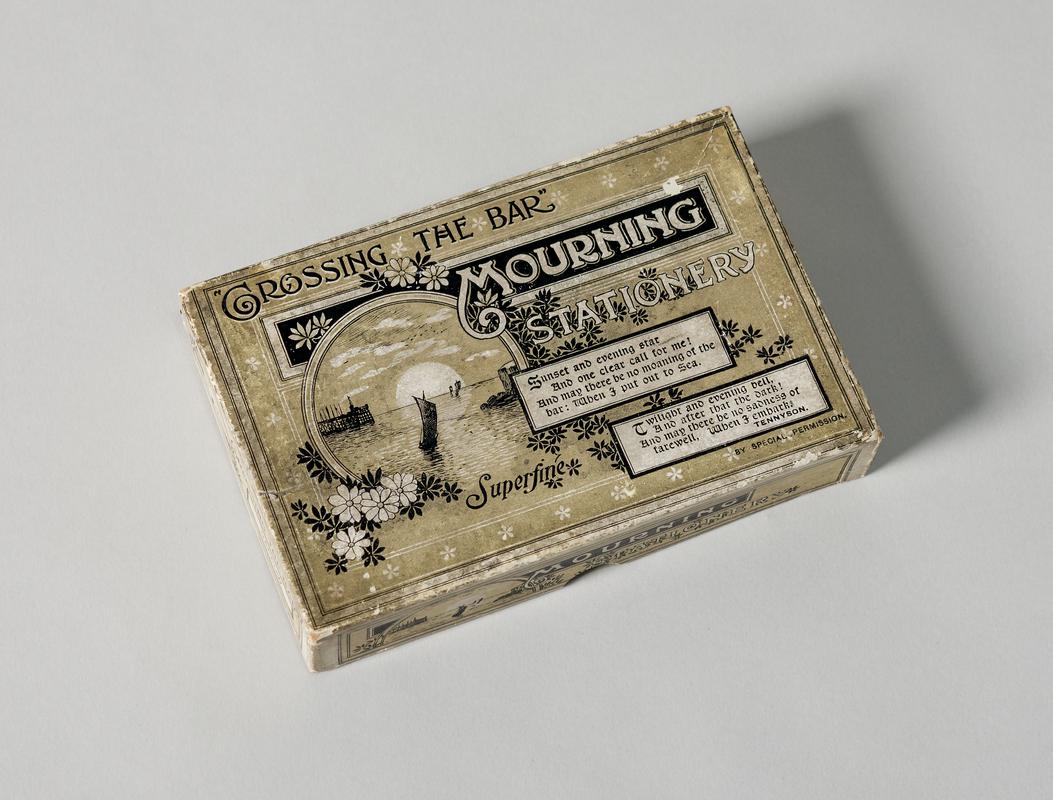 "CROSSING THE BAR"
MOURNING
STATIONERY
Sunset and evening star
And one clear call for me!
And may there be no moaning of the
bar: When I put out to Sea.
Twilight and evening bell,
And after that the dark!
And may there be no sadness of
farewell, When I embark:
TENNYSON.
BY SPECIAL PERMISSION.
Superfine
MOURNING
STATIONERY